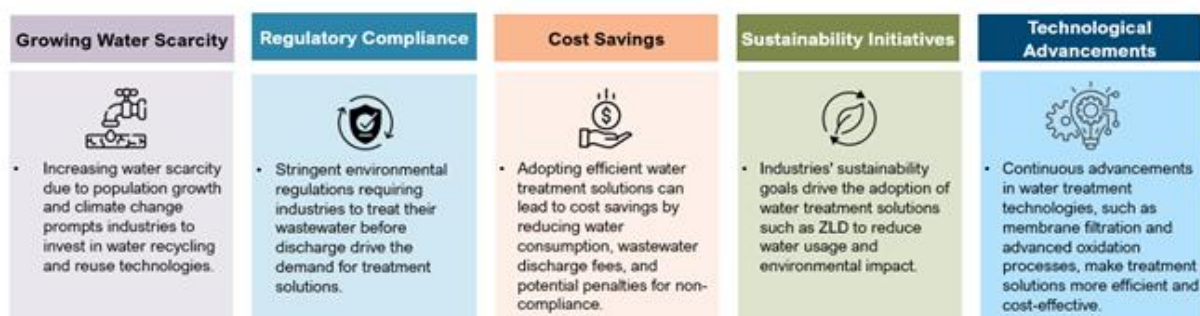 Growing Water Scarcity
Increasing water scarcity
due to population growth
and climate change
prompts industries to
invest in water recycling
and reuse technologies.
Regulatory Compliance
Stringent environmental
regulations requiring
industries to treat their
wastewater before
discharge drive the
demand for treatment
solutions.
Cost Savings
Adopting efficient water
treatment solutions can
lead to cost savings by
reducing water
consumption, wastewater
discharge fees, and
potential penalties for non-
compliance.
Sustainability Initiatives
Industries' sustainability
goals drive the adoption of
water treatment solutions
such as ZLD to reduce
water usage and
environmental impact.
Technological
Advancements
Continuous advancements
in water treatment
technologies, such as
membrane filtration and
advanced oxidation
processes, make treatment
solutions more efficient and
cost-effective.